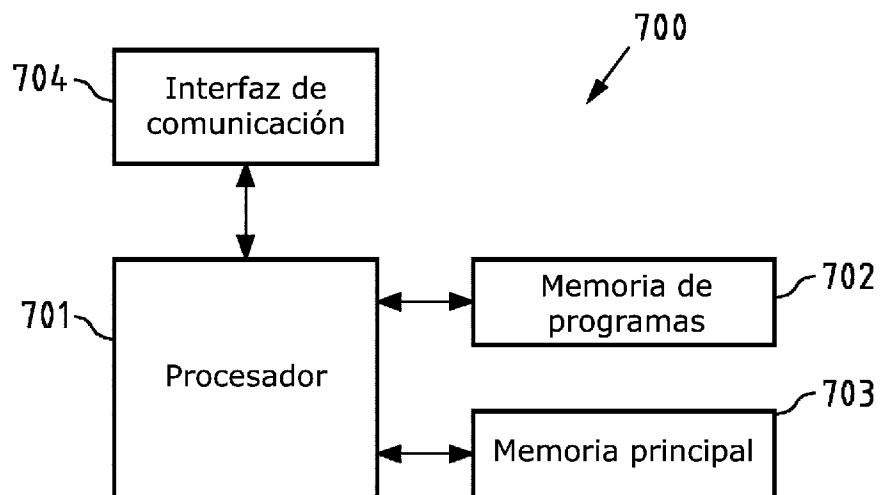 700
704
Interfaz de
comunicación
701
Procesador
702
Memoria de
programas
703
Memoria principal